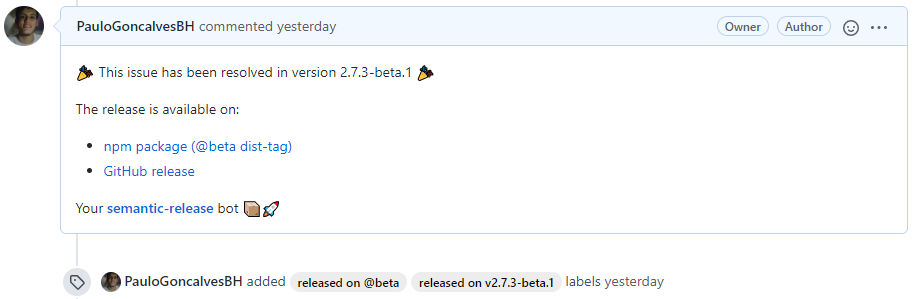 PauloGoncalvesBH commented yesterday
Owner
Author
🎉 This issue has been resolved in version 2.7.3-beta.1 🎉
The release is available on:
• npm package (@beta dist-tag)
• GitHub release
Your semantic-release bot 📦🚀
PauloGoncalvesBH added released on @beta released on v2.7.3-beta.1 labels yesterday